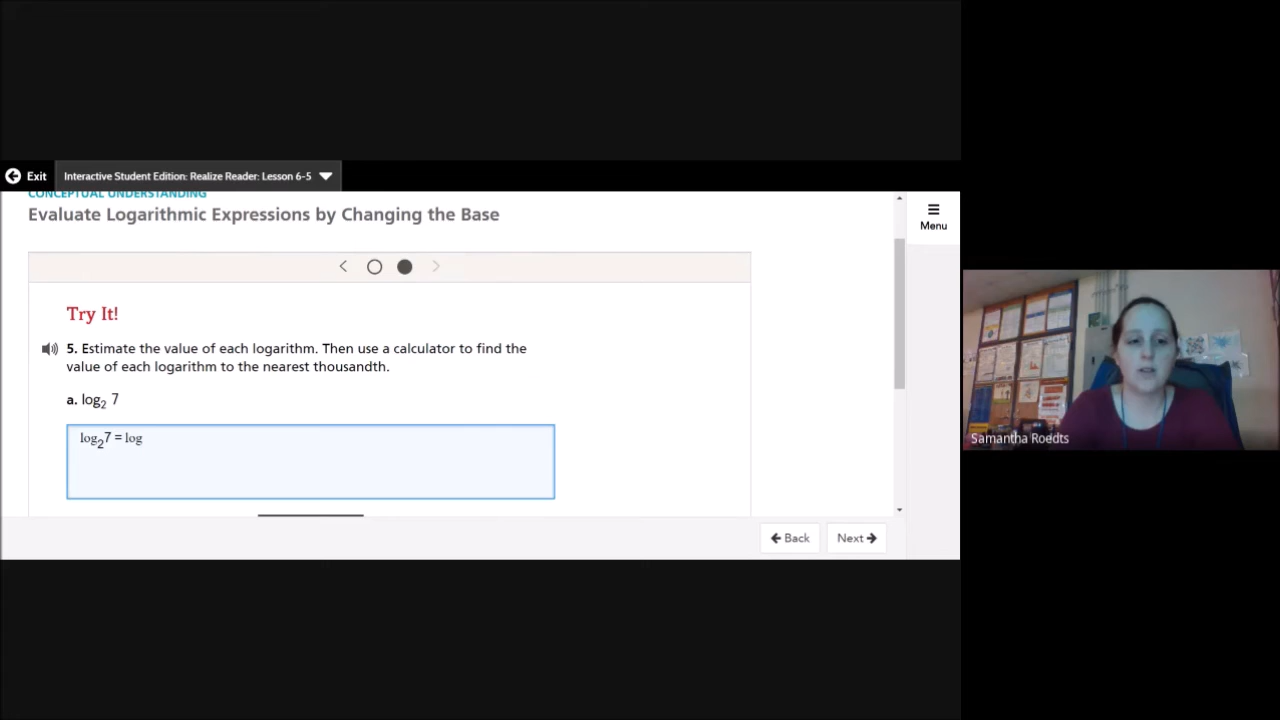 Exit
Interactive Student Edition: Realize Reader: Lesson 6-5
CONCEPTUAL UNDERSTANDING
Evaluate Logarithmic Expressions by Changing the Base
Menu
Try It!
5. Estimate the value of each logarithm. Then use a calculator to find the
value of each logarithm to the nearest thousandth.
a. log₂ 7
log₂7 = log
Back
Next
Samantha Roedts